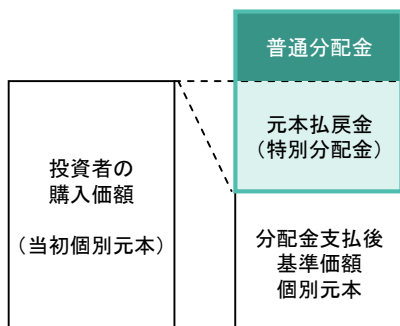 投資者の
購入価額
（当初個別元本）
普通分配金
元本払戻金
（特別分配金）
分配金支払後
基準価額
個別元本